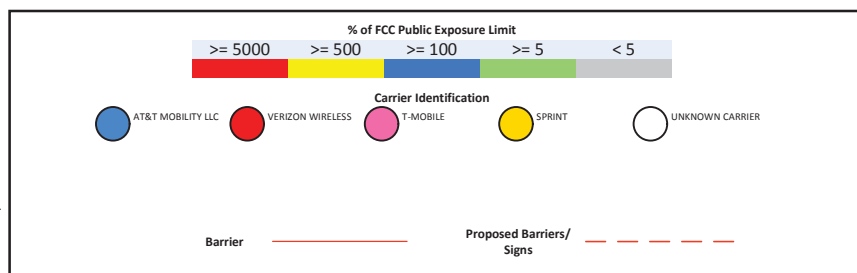 % of FCC Public Exposure Limit
>= 5000 >= 500 >= 100 >= 5 < 5
Carrier Identification
AT&T MOBILITY LLC VERIZON WIRELESS T-MOBILE SPRINT UNKNOWN CARRIER
Barrier Proposed Barriers/
Signs